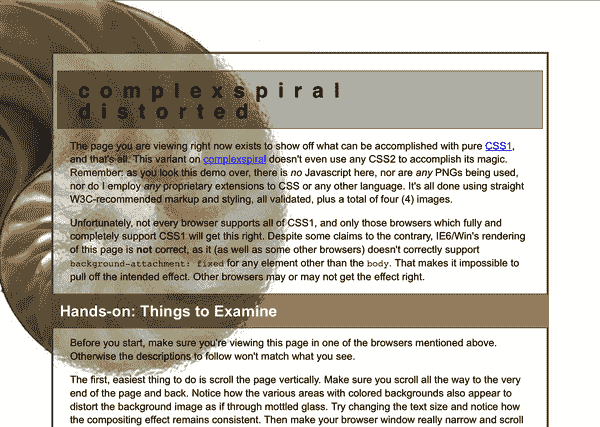 complexspiral
distorted
The page you are viewing right now exists to show off what can be accomplished with pure CSS1,
and that's all. This variant on complexspiral doesn't even use any CSS2 to accomplish its magic.
Remember: as you look this demo over, there is no Javascript here, nor are any PNGs being used,
nor do I employ any proprietary extensions to CSS or any other language. It's all done using straight
W3C-recommended markup and styling, all validated, plus a total of four (4) images.
Unfortunately, not every browser supports all of CSS1, and only those browsers which fully and
completely support CSS1 will get this right. Despite some claims to the contrary, IE6/Win's rendering
of this page is not correct, as it (as well as some other browsers) doesn't correctly support
background-attachment: fixed for any element other than the body. That makes it impossible to
pull off the intended effect. Other browsers may or may not get the effect right.
Hands-on: Things to Examine
Before you start, make sure you're viewing this page in one of the browsers mentioned above.
Otherwise the descriptions to follow won't match what you see.
The first, easiest thing to do is scroll the page vertically. Make sure you scroll all the way to the very
end of the page and back. Notice how the various areas with colored backgrounds also appear to
distort the background image as if through mottled glass. Try changing the text size and notice how
the compositing effect remains consistent. Then make your browser window really narrow and scroll